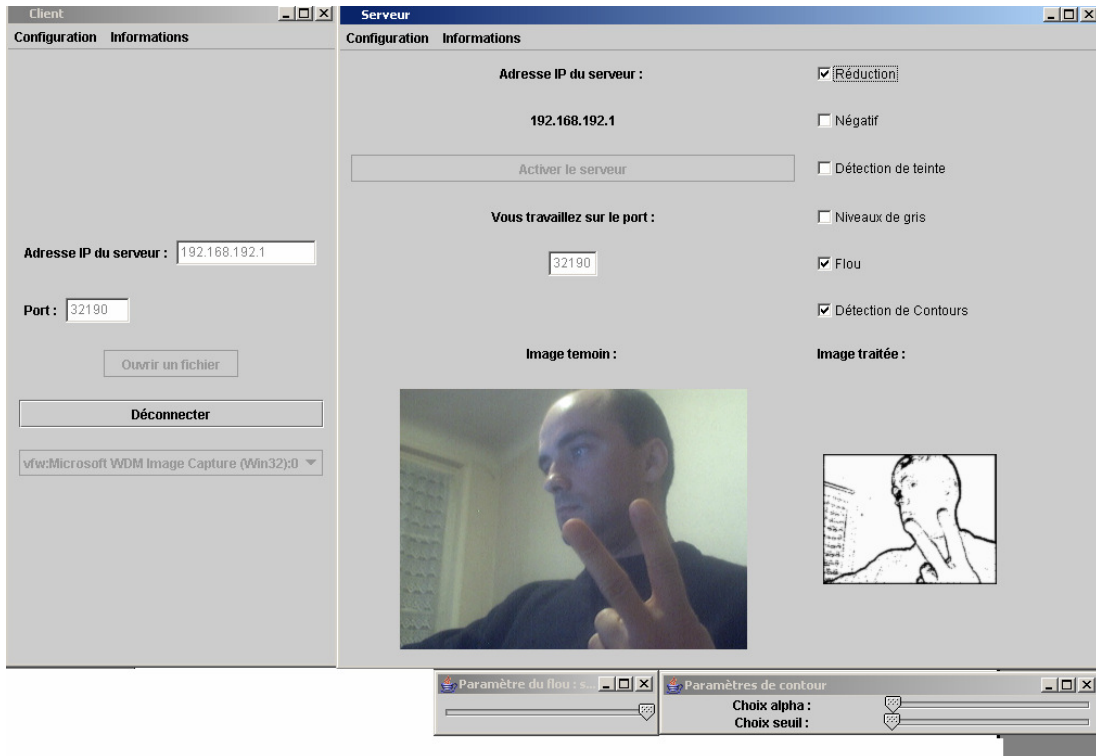 Client
Configuration Informations
Adresse IP du serveur : 192.168.192.1
Port : 32190
Ouvrir un fichier
Déconnecter
vfw:Microsoft WDM Image Capture (Win32):0
Serveur
Configuration Informations
Adresse IP du serveur :
192.168.192.1
Activer le serveur
Vous travaillez sur le port :
32190
Réduction
Négatif
Détection de teinte
Niveaux de gris
Flou
Détection de Contours
Image temoin :
Image traitée :
Paramètre du flou : s...
Paramètres de contour
Choix alpha :
Choix seuil :